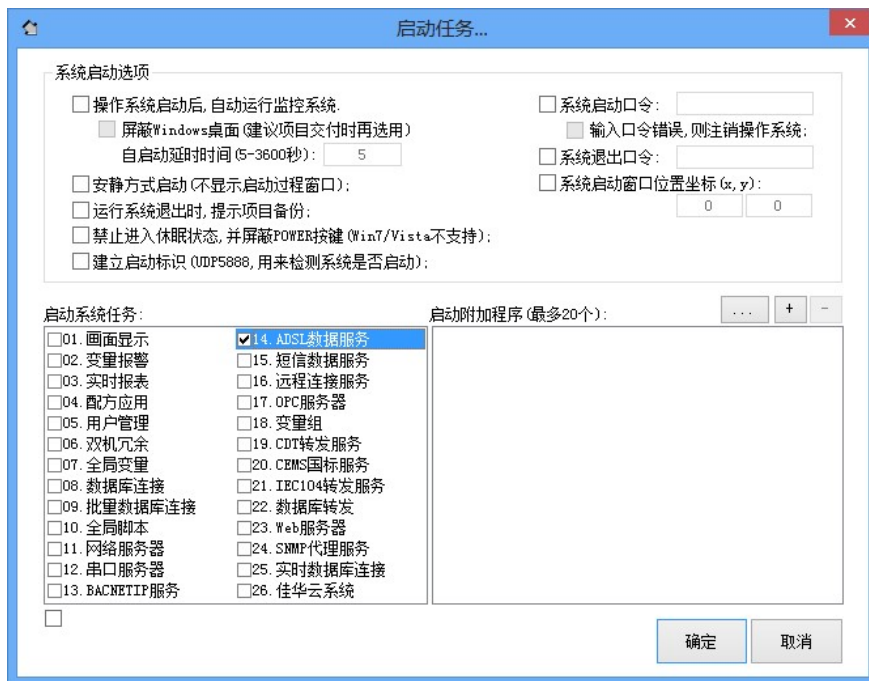 启动任务...
系统启动选项
操作系统启动后,自动运行监控系统.
屏蔽Windows桌面(建议项目交付时再选用)
自启动延时时间(5-3600秒): 5
安静方式启动(不显示启动过程窗口);
运行系统退出时,提示项目备份;
禁止进入休眠状态,并屏蔽POWER按键(Win7/Vista不支持);
建立启动标识(UDP5888,用来检测系统是否启动);
系统启动口令:
输入口令错误,则注销操作系统;
系统退出口令:
系统启动窗口位置坐标(x,y):
0 0
启动系统任务:
01.画面显示
02.变量报警
03.实时报表
04.配方应用
05.用户管理
06.双机冗余
07.全局变量
08.数据库连接
09.批量数据库连接
10.全局脚本
11.网络服务器
12.串口服务器
13.BACNETIP服务
14.ADSL数据服务
15.短信数据服务
16.远程连接服务
17.OPC服务器
18.变量组
19.CDT转发服务
20.CEMS国标服务
21.IEC104转发服务
22.数据库转发
23.Web服务器
24.SNMP代理服务
25.实时数据库连接
26.佳华云系统
启动附加程序(最多20个):
... + -
确定 取消